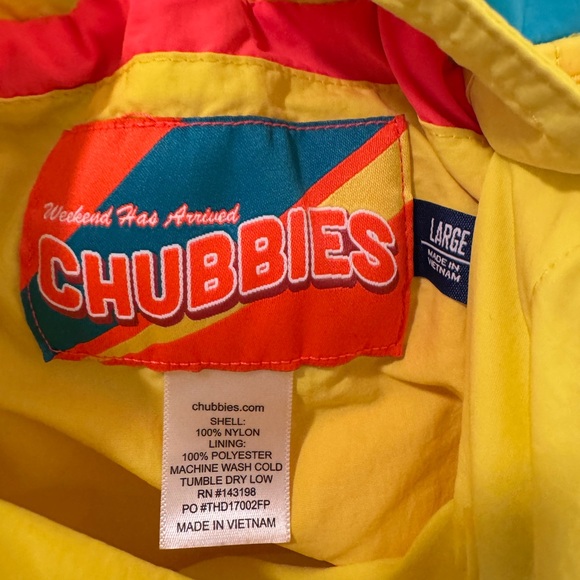 Weekend Has Arrived
CHUBBIES
LARGE
MADE IN
VIETNAM
chubbies.com
SHELL:
100% NYLON
LINING:
100% POLYESTER
MACHINE WASH COLD
TUMBLE DRY LOW
RN #143198
PO #THD17002FP
MADE IN VIETNAM